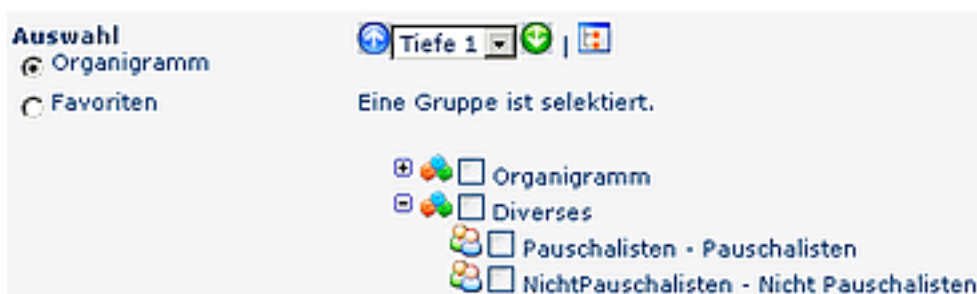 Auswahl
Organigramm
Favoriten
Tiefe 1 |
Eine Gruppe ist selektiert.
Organigramm
Diverses
Pauschalisten - Pauschalisten
NichtPauschalisten - Nicht Pauschalisten